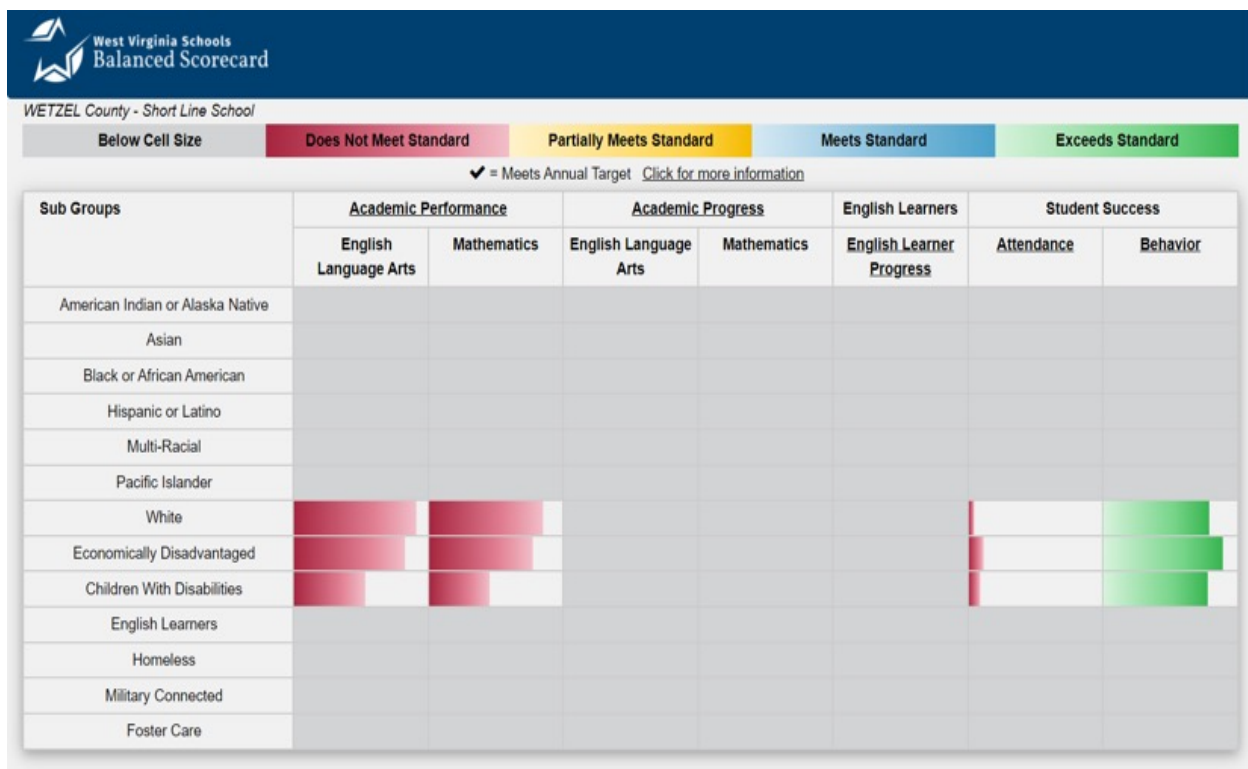 West Virginia Schools
Balanced Scorecard
WETZEL County - Short Line School
Below Cell Size Does Not Meet Standard Partially Meets Standard Meets Standard Exceeds Standard
✔ = Meets Annual Target Click for more information
Sub Groups Academic Performance Academic Progress English Learners Student Success
English Language Arts Mathematics English Language Arts Mathematics English Learner Progress Attendance Behavior
American Indian or Alaska Native
Asian
Black or African American
Hispanic or Latino
Multi-Racial
Pacific Islander
White
Economically Disadvantaged
Children With Disabilities
English Learners
Homeless
Military Connected
Foster Care